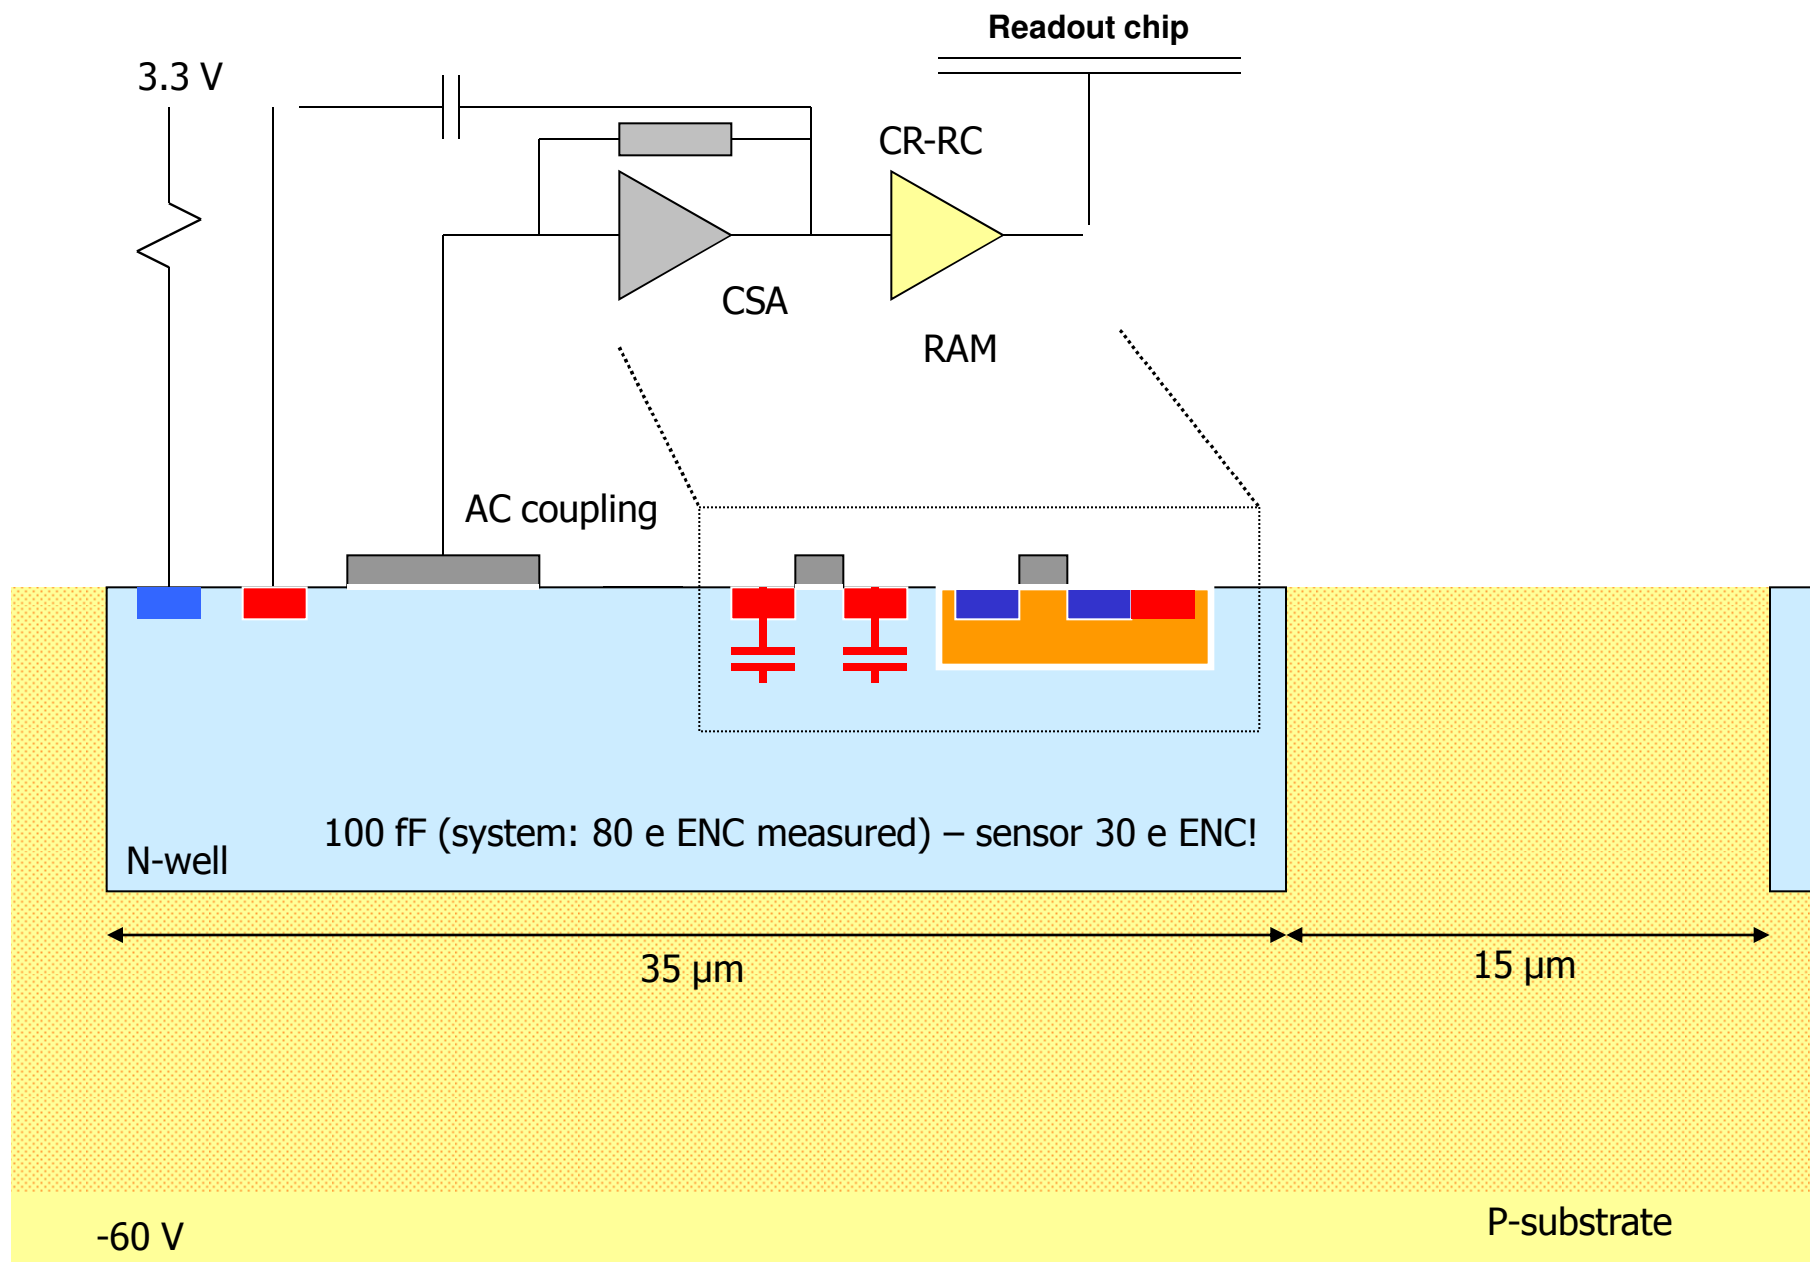 Readout chip
3.3 V
CR-RC
CSA
RAM
AC coupling
100 fF (system: 80 e ENC measured) – sensor 30 e ENC!
N-well
35 µm
15 µm
P-substrate
-60 V